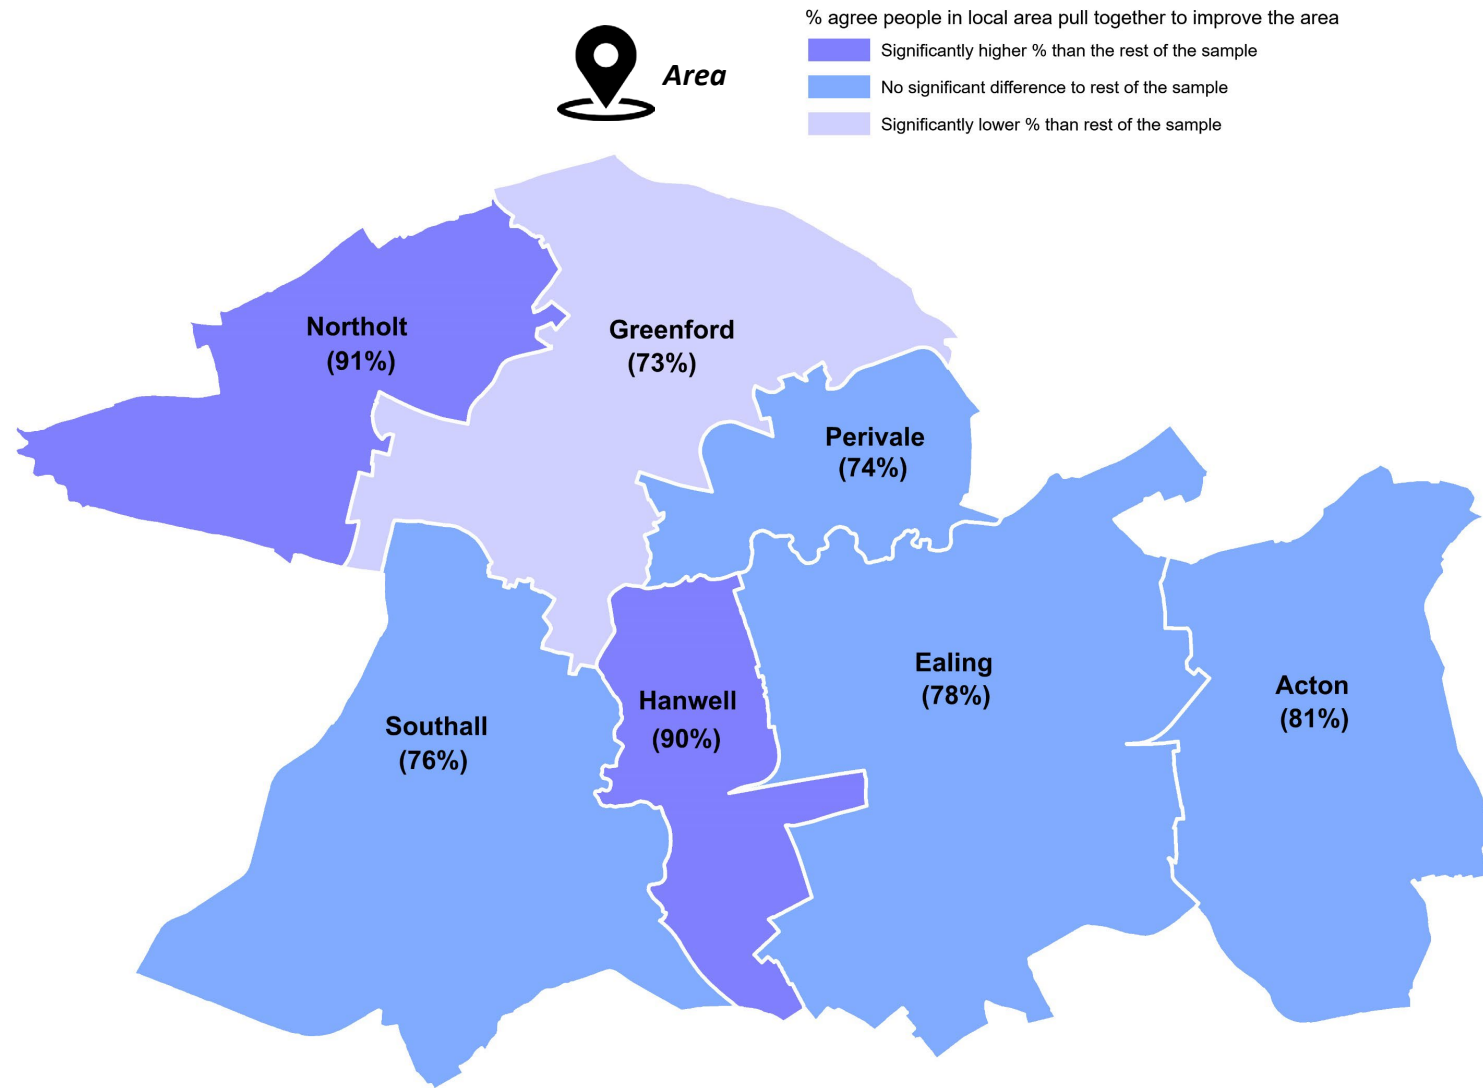 % agree people in local area pull together to improve the area
Significantly higher % than the rest of the sample
Area
No significant difference to rest of the sample
Significantly lower % than rest of the sample
Northolt
(91%)
Greenford
(73%)
Perivale
(74%)
Ealing
(78%)
Acton
(81%)
Hanwell
(90%)
Southall
(76%)